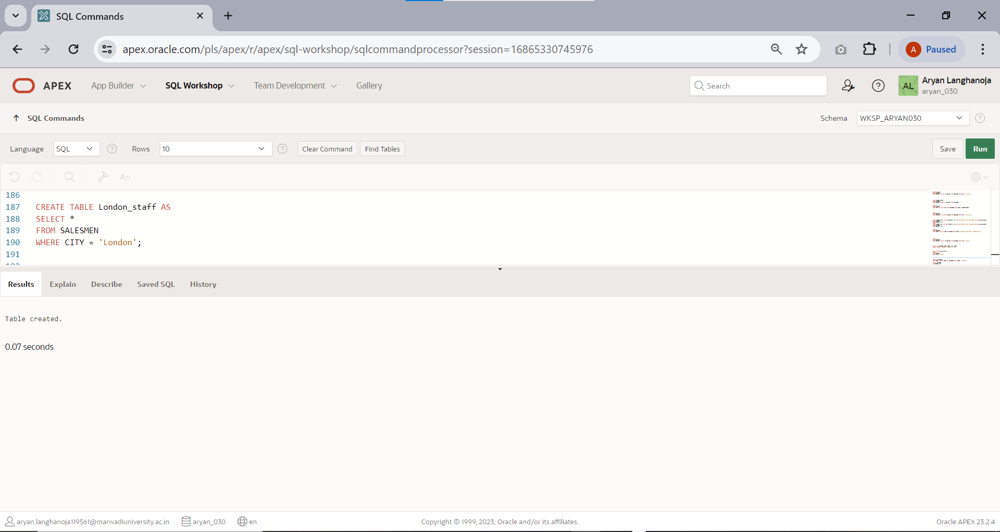 SQL Commands
apex.oracle.com/pls/apex/r/apex/sql-workshop/sqlcommandprocessor?session=16865330745976
A Paused
APEX App Builder SQL Workshop Team Development Gallery
Search
AL
Aryan Langhanoja
aryan_030
SQL Commands
Schema WKSP_ARYAN030
Language SQL Rows 10 Clear Command Find Tables Save Run
186
187 CREATE TABLE London_staff AS
188 SELECT *
189 FROM SALESMEN
190 WHERE CITY = 'London';
191
Results Explain Describe Saved SQL History
Table created.
0.07 seconds
aryan.langhanoja119561@marwadiuniversity.ac.in aryan_030 en Copyright © 1999, 2023, Oracle and/or its affiliates. Oracle APEX 23.2.4